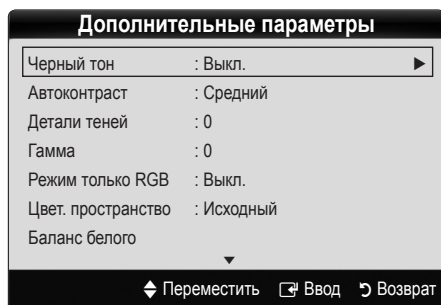 Дополнительные параметры
Черный тон : Выкл. ▶
Автоконтраст : Средний
Детали теней : 0
Гамма : 0
Режим только RGB : Выкл.
Цвет. пространство : Исходный
Баланс белого
Переместить Ввод Возврат